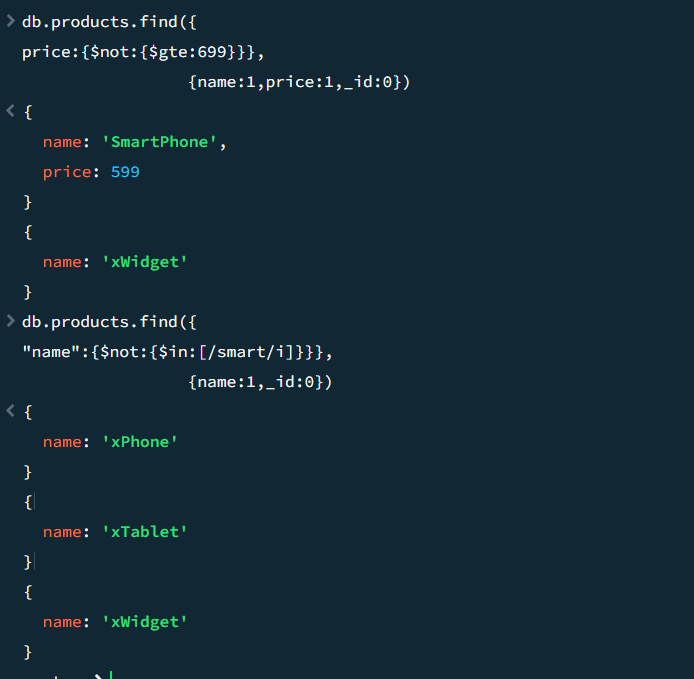 > db.products.find({
price:{$not:{$gte:699}}},
{name:1,price:1,_id:0})
< {
name: 'SmartPhone',
price: 599
}
{
name: 'xWidget'
}
> db.products.find({
"name":{$not:{$in:[/smart/i]}}},
{name:1,_id:0})
< {
name: 'xPhone'
}
{
name: 'xTablet'
}
{
name: 'xWidget'
}